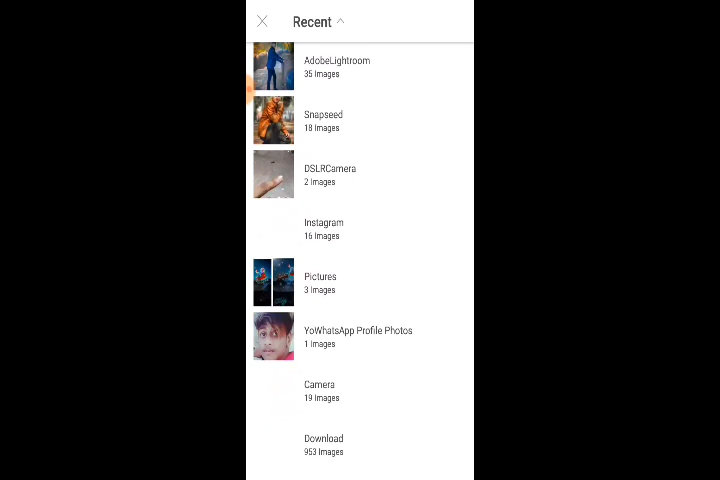 Recent
AdobeLightroom
35 Images
Snapseed
18 Images
DSLRCamera
2 Images
Instagram
16 Images
Pictures
3 Images
YoWhatsApp Profile Photos
1 Images
Camera
19 Images
Download
953 Images